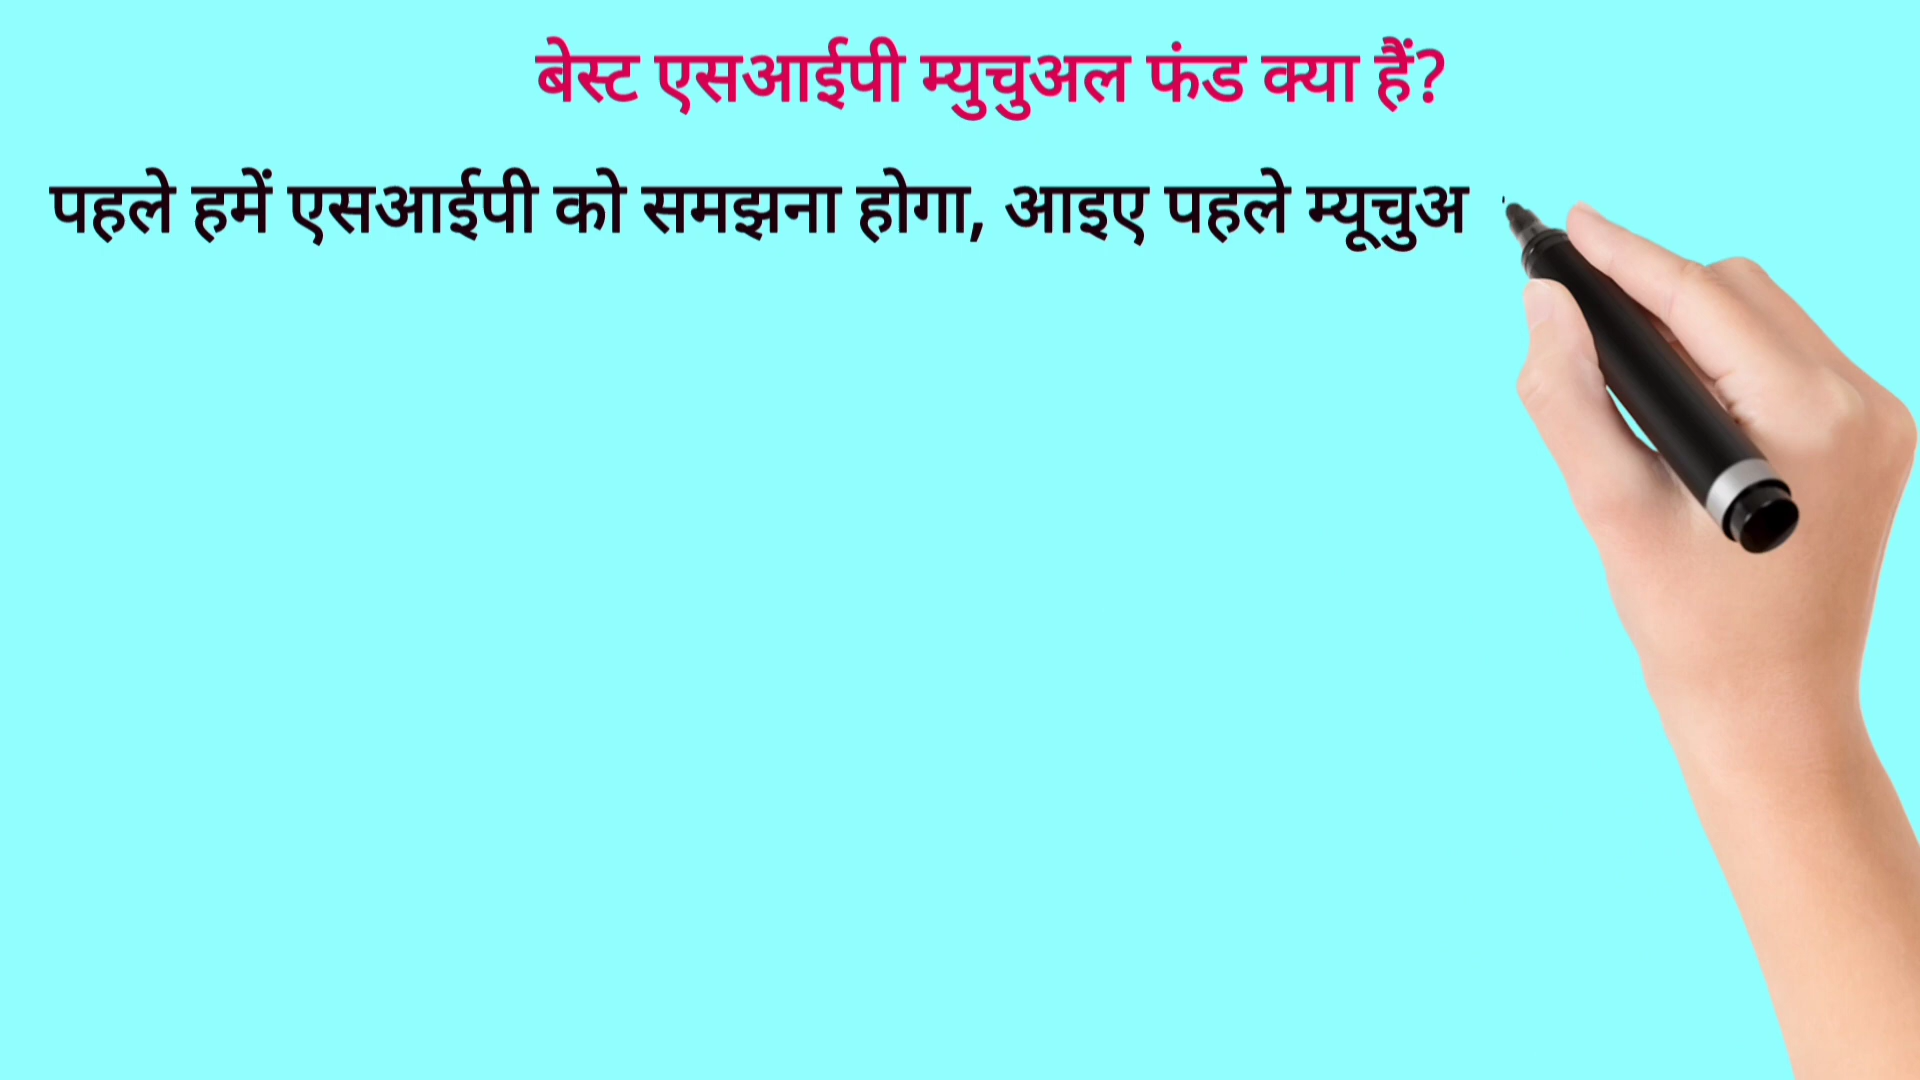 बेस्ट एसआईपी म्युचुअल फंड क्या हैं?
पहले हमें एसआईपी को समझना होगा, आइए पहले म्यूचुअ